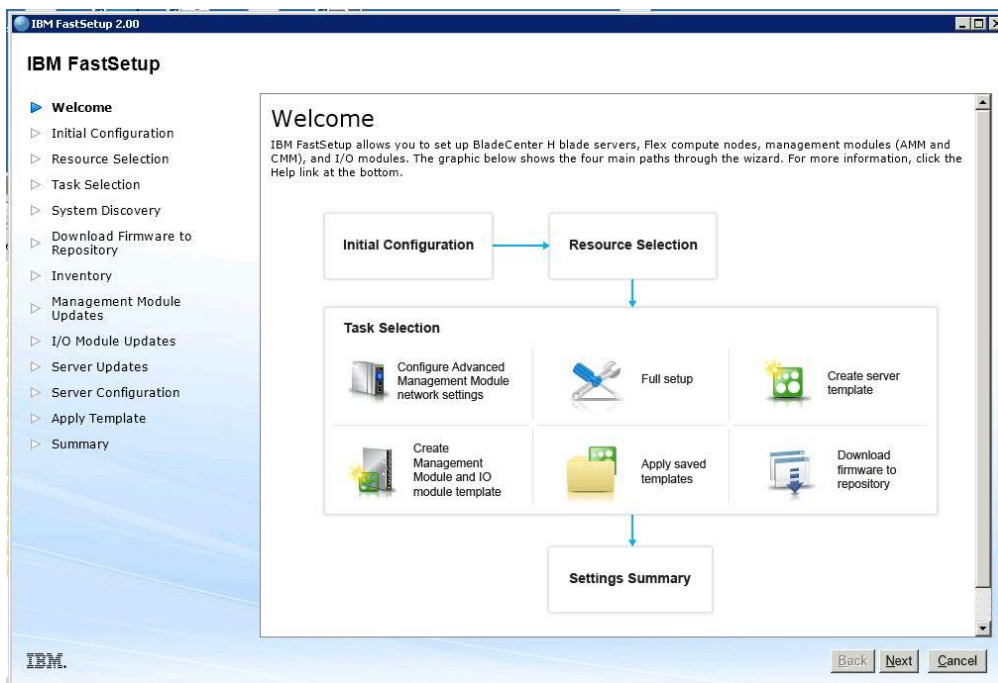 IBM FastSetup 2.00
IBM FastSetup
Welcome
Initial Configuration
Resource Selection
Task Selection
System Discovery
Download Firmware to
Repository
Inventory
Management Module
Updates
I/O Module Updates
Server Updates
Server Configuration
Apply Template
Summary
Welcome
IBM FastSetup allows you to set up BladeCenter H blade servers, Flex compute nodes, management modules (AMM and
CMM), and I/O modules. The graphic below shows the four main paths through the wizard. For more information, click the
Help link at the bottom.
Initial Configuration
Resource Selection
Task Selection
Configure Advanced
Management Module
network settings
Full setup
Create server
template
Create
Management
Module and IO
module template
Apply saved
templates
Download
firmware to
repository
Settings Summary
IBM.
Back
Next
Cancel